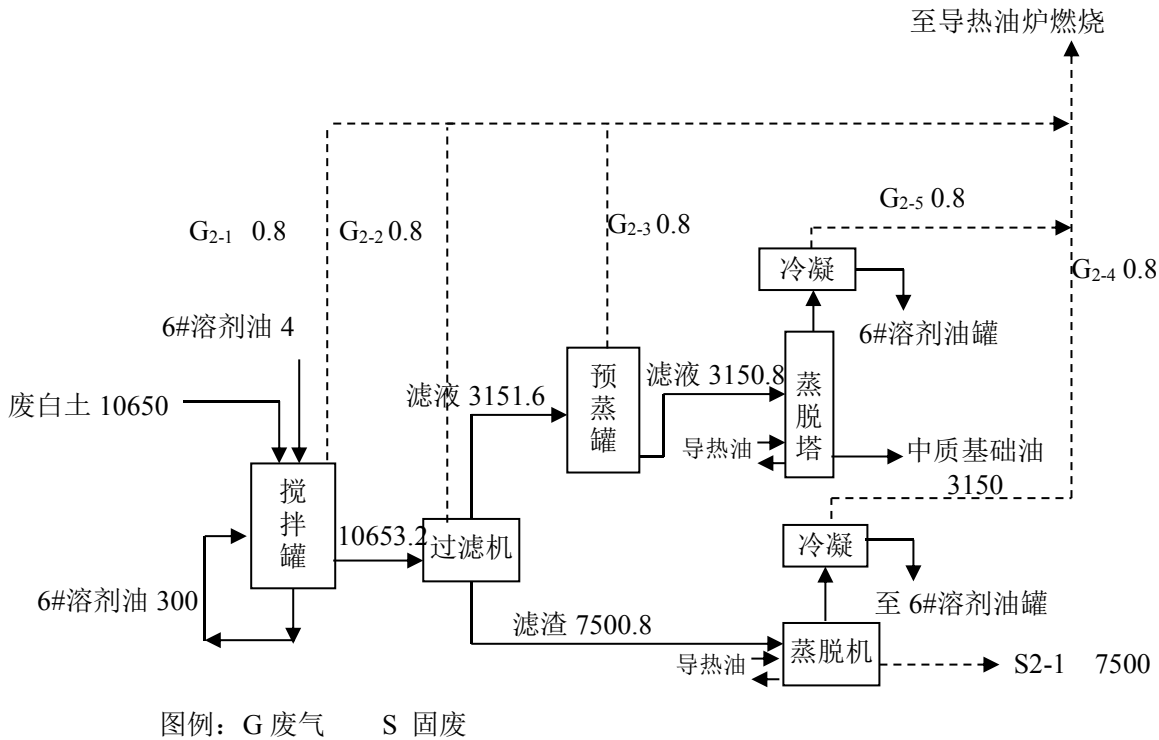 至导热油炉燃烧
G2-5 0.8
G2-1 0.8
G2-2 0.8
G2-3 0.8
冷凝
G2-4 0.8
6#溶剂油 4
6#溶剂油罐
预蒸罐
滤液 3150.8
蒸脱塔
滤液 3151.6
废白土 10650
导热油
中质基础油
3150
搅拌罐
10653.2
过滤机
冷凝
6#溶剂油 300
至 6#溶剂油罐
滤渣 7500.8
蒸脱机
导热油
S2-1 7500
图例：G 废气 S 固废